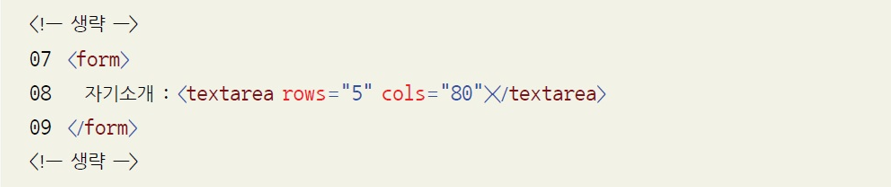 <!— 생략 —>
07 <form>
08 자기소개 : <textarea rows="5" cols="80"></textarea>
09 </form>
<!— 생략 —>